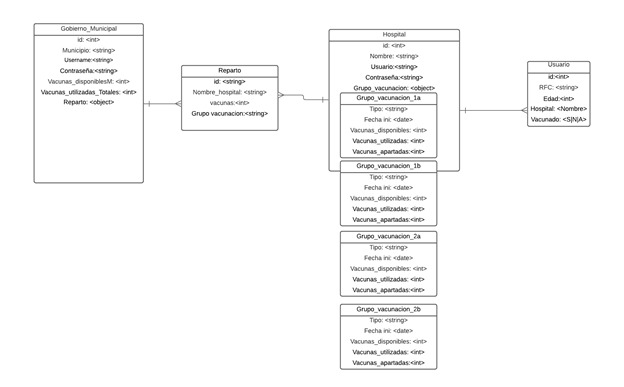 Gobierno_Municipal
id: <int>
Municipio: <string>
Username:<string>
Contraseña:<string>
Vacunas_disponiblesM: <int>
Vacunas_utilizadas_Totales: <int>
Reparto: <object>
Reparto
id: <string>
Nombre_hospital: <string>
vacunas:<int>
Grupo vacunacion:<string>
Hospital
id: <int>
Nombre: <string>
Usuario:<string>
Contraseña:<string>
Grupo_vacunacion: <object>
Grupo_vacunacion_1a
Tipo: <string>
Fecha ini: <date>
Vacunas_disponibles: <int>
Vacunas_utilizadas: <int>
Vacunas_apartadas:<int>
Grupo_vacunacion_1b
Tipo: <string>
Fecha ini: <date>
Vacunas_disponibles: <int>
Vacunas_utilizadas: <int>
Vacunas_apartadas:<int>
Grupo_vacunacion_2a
Tipo: <string>
Fecha ini: <date>
Vacunas_disponibles: <int>
Vacunas_utilizadas: <int>
Vacunas_apartadas:<int>
Grupo_vacunacion_2b
Tipo: <string>
Fecha ini: <date>
Vacunas_disponibles: <int>
Vacunas_utilizadas: <int>
Vacunas_apartadas:<int>
Usuario
id:<int>
RFC: <string>
Edad:<int>
Hospital: <Nombre>
Vacunado: <S|N|A>